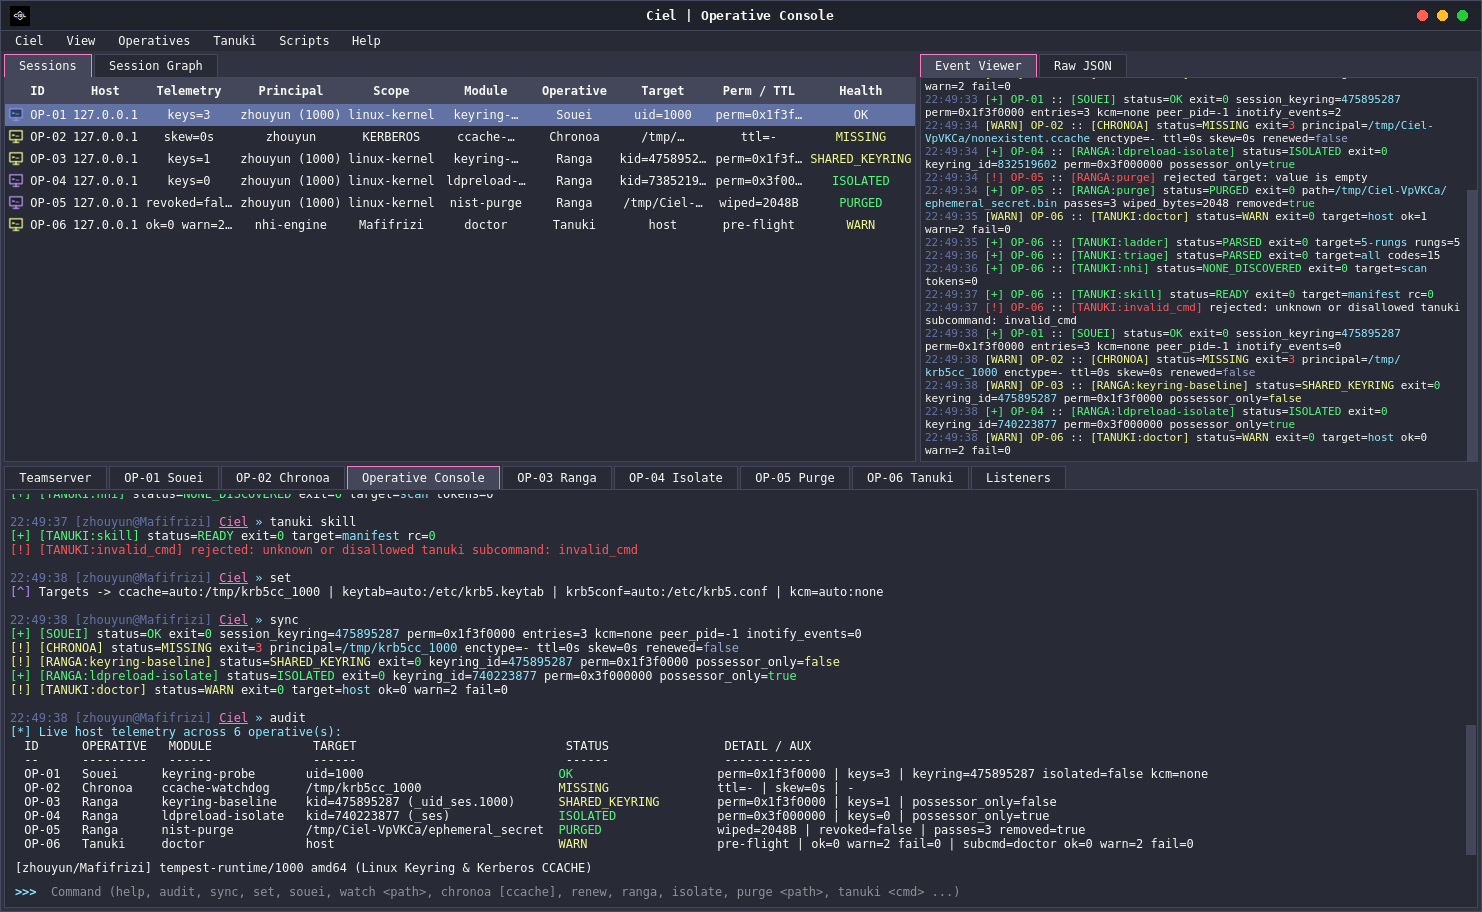 Ciel | Operative Console
Ciel View Operatives Tanuki Scripts Help
Sessions Session Graph
ID Host Telemetry Principal Scope Module Operative Target Perm / TTL Health
OP-01 127.0.0.1 keys=3 zhouyun (1000) linux-kernel keyring-… Souei uid=1000 perm=0x1f3f… OK
OP-02 127.0.0.1 skew=0s zhouyun KERBEROS ccache-… Chronoa /tmp/… ttl=- MISSING
OP-03 127.0.0.1 keys=1 zhouyun (1000) linux-kernel keyring-… Ranga kid=4758952… perm=0x1f3f… SHARED_KEYRING
OP-04 127.0.0.1 keys=0 zhouyun (1000) linux-kernel ldpreload-… Ranga kid=7385219… perm=0x3f00… ISOLATED
OP-05 127.0.0.1 revoked=fal… zhouyun (1000) linux-kernel nist-purge Ranga /tmp/Ciel-… wiped=2048B PURGED
OP-06 127.0.0.1 ok=0 warn=2… nhi-engine Mafifrizi doctor Tanuki host pre-flight WARN
Event Viewer Raw JSON
warn=2 fail=0
22:49:33 [+] OP-01 :: [SOUEI] status=OK exit=0 session_keyring=475895287
perm=0x1f3f0000 entries=3 kcm=none peer_pid=-1 inotify_events=2
22:49:34 [WARN] OP-02 :: [CHRONOA] status=MISSING exit=3 principal=/tmp/Ciel-
VpVKCa/nonexistent.ccache enctype=- ttl=0s skew=0s renewed=false
22:49:34 [+] OP-04 :: [RANGA:ldpreload-isolate] status=ISOLATED exit=0
keyring_id=832519602 perm=0x3f000000 possessor_only=true
22:49:34 [!] OP-05 :: [RANGA:purge] rejected target: value is empty
22:49:34 [+] OP-05 :: [RANGA:purge] status=PURGED exit=0 path=/tmp/Ciel-VpVKCa/
ephemeral_secret.bin passes=3 wiped_bytes=2048 removed=true
22:49:35 [WARN] OP-06 :: [TANUKI:doctor] status=WARN exit=0 target=host ok=1
warn=2 fail=0
22:49:35 [+] OP-06 :: [TANUKI:ladder] status=PARSED exit=0 target=5-rungs rungs=5
22:49:36 [+] OP-06 :: [TANUKI:triage] status=PARSED exit=0 target=all codes=15
22:49:36 [+] OP-06 :: [TANUKI:nhi] status=NONE_DISCOVERED exit=0 target=scan
tokens=0
22:49:37 [+] OP-06 :: [TANUKI:skill] status=READY exit=0 target=manifest rc=0
22:49:37 [!] OP-06 :: [TANUKI:invalid_cmd] rejected: unknown or disallowed tanuki
subcommand: invalid_cmd
22:49:38 [+] OP-01 :: [SOUEI] status=OK exit=0 session_keyring=475895287
perm=0x1f3f0000 entries=3 kcm=none peer_pid=-1 inotify_events=0
22:49:38 [WARN] OP-02 :: [CHRONOA] status=MISSING exit=3 principal=/tmp/
krb5cc_1000 enctype=- ttl=0s skew=0s renewed=false
22:49:38 [WARN] OP-03 :: [RANGA:keyring-baseline] status=SHARED_KEYRING exit=0
keyring_id=475895287 perm=0x1f3f0000 possessor_only=false
22:49:38 [+] OP-04 :: [RANGA:ldpreload-isolate] status=ISOLATED exit=0
keyring_id=740223877 perm=0x3f000000 possessor_only=true
22:49:38 [WARN] OP-06 :: [TANUKI:doctor] status=WARN exit=0 target=host ok=0
warn=2 fail=0
Teamserver OP-01 Souei OP-02 Chronoa Operative Console OP-03 Ranga OP-04 Isolate OP-05 Purge OP-06 Tanuki Listeners
[+] [TANUKI:nhi] status=NONE_DISCOVERED exit=0 target=scan tokens=0
22:49:37 [zhouyun@Mafifrizi] Ciel » tanuki skill
[+] [TANUKI:skill] status=READY exit=0 target=manifest rc=0
[!] [TANUKI:invalid_cmd] rejected: unknown or disallowed tanuki subcommand: invalid_cmd
22:49:38 [zhouyun@Mafifrizi] Ciel » set
[^] Targets -> ccache=auto:/tmp/krb5cc_1000 | keytab=auto:/etc/krb5.keytab | krb5conf=auto:/etc/krb5.conf | kcm=auto:none
22:49:38 [zhouyun@Mafifrizi] Ciel » sync
[+] [SOUEI] status=OK exit=0 session_keyring=475895287 perm=0x1f3f0000 entries=3 kcm=none peer_pid=-1 inotify_events=0
[!] [CHRONOA] status=MISSING exit=3 principal=/tmp/krb5cc_1000 enctype=- ttl=0s skew=0s renewed=false
[!] [RANGA:keyring-baseline] status=SHARED_KEYRING exit=0 keyring_id=475895287 perm=0x1f3f0000 possessor_only=false
[+] [RANGA:ldpreload-isolate] status=ISOLATED exit=0 keyring_id=740223877 perm=0x3f000000 possessor_only=true
[!] [TANUKI:doctor] status=WARN exit=0 target=host ok=0 warn=2 fail=0
22:49:38 [zhouyun@Mafifrizi] Ciel » audit
[*] Live host telemetry across 6 operative(s):
ID OPERATIVE MODULE TARGET STATUS DETAIL / AUX
-- --------- ------ ------ ------ ------------
OP-01 Souei keyring-probe uid=1000 OK perm=0x1f3f0000 | keys=3 | keyring=475895287 isolated=false kcm=none
OP-02 Chronoa ccache-watchdog /tmp/krb5cc_1000 MISSING ttl=- | skew=0s | -
OP-03 Ranga keyring-baseline kid=475895287 (_uid_ses.1000) SHARED_KEYRING perm=0x1f3f0000 | keys=1 | possessor_only=false
OP-04 Ranga ldpreload-isolate kid=740223877 (_ses) ISOLATED perm=0x3f000000 | keys=0 | possessor_only=true
OP-05 Ranga nist-purge /tmp/Ciel-VpVKCa/ephemeral_secret PURGED wiped=2048B | revoked=false | passes=3 removed=true
OP-06 Tanuki doctor host WARN pre-flight | ok=0 warn=2 fail=0 | subcmd=doctor ok=0 warn=2 fail=0
[zhouyun/Mafifrizi] tempest-runtime/1000 amd64 (Linux Keyring & Kerberos CCACHE)
>>> Command (help, audit, sync, set, souei, watch <path>, chronoa [ccache], renew, ranga, isolate, purge <path>, tanuki <cmd> ...)